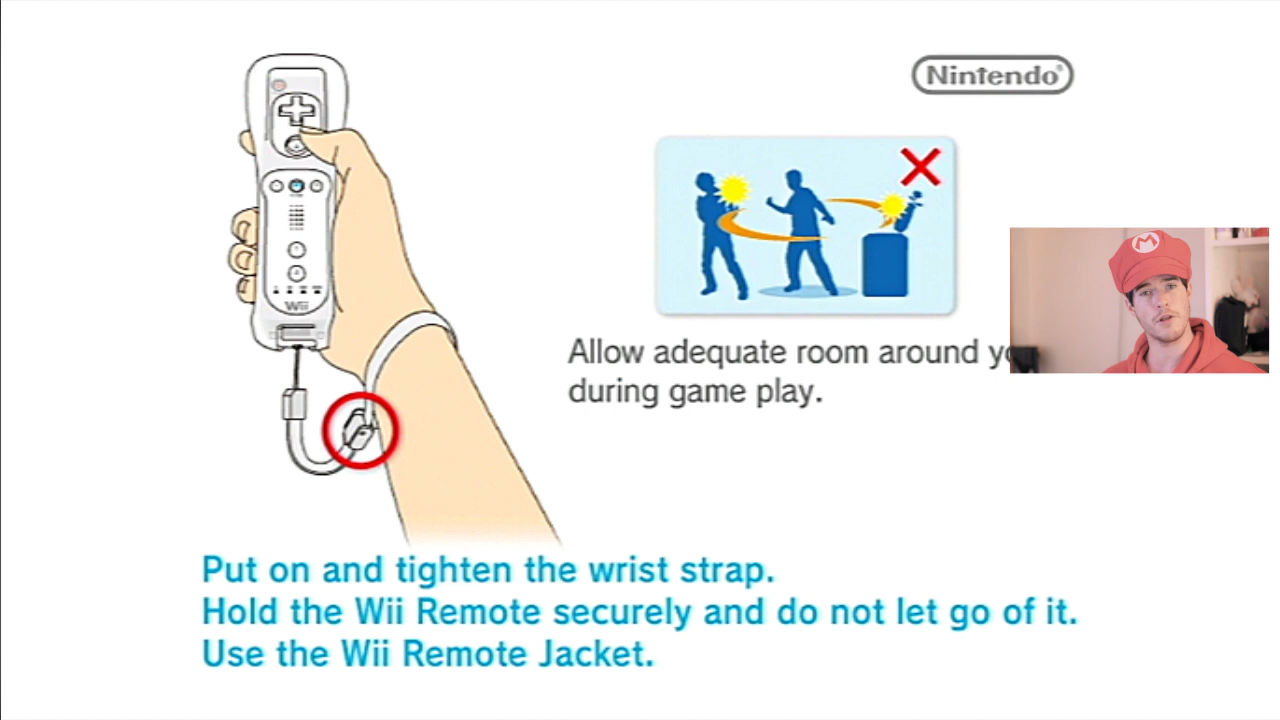 Nintendo®
Allow adequate room around
during game play.
Wii
M
Put on and tighten the wrist strap.
Hold the Wii Remote securely and do not let go of it.
Use the Wii Remote Jacket.